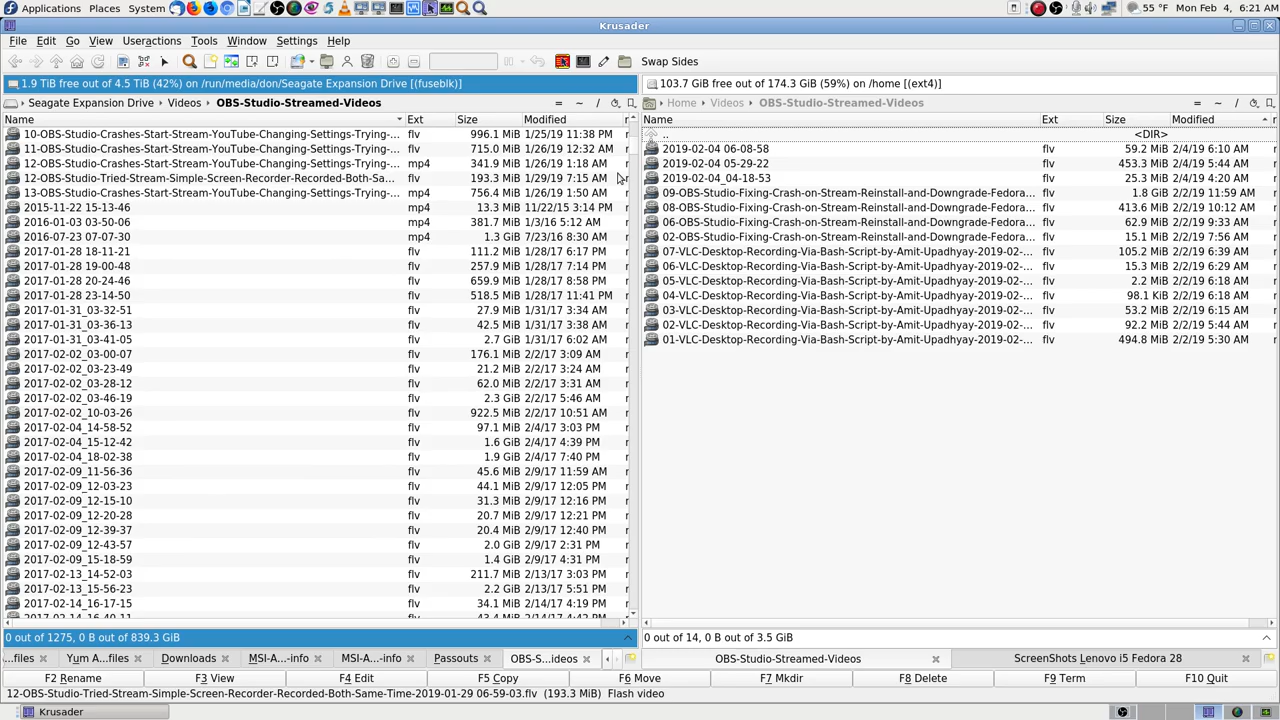 Applications Places System 55 °F Mon Feb 4, 6:21 AM
Krusader
File Edit Go View Useractions Tools Window Settings Help
Swap Sides
1.9 TiB free out of 4.5 TiB (42%) on /run/media/don/Seagate Expansion Drive [(fuseblk)]
Seagate Expansion Drive › Videos › OBS-Studio-Streamed-Videos = ~ /
Name Ext Size Modified
10-OBS-Studio-Crashes-Start-Stream-YouTube-Changing-Settings-Trying-... flv 996.1 MiB 1/25/19 11:38 PM
11-OBS-Studio-Crashes-Start-Stream-YouTube-Changing-Settings-Trying-... flv 715.0 MiB 1/26/19 12:32 AM
12-OBS-Studio-Crashes-Start-Stream-YouTube-Changing-Settings-Trying-... mp4 341.9 MiB 1/26/19 1:18 AM
12-OBS-Studio-Tried-Stream-Simple-Screen-Recorder-Recorded-Both-Sa... flv 193.3 MiB 1/29/19 7:15 AM
13-OBS-Studio-Crashes-Start-Stream-YouTube-Changing-Settings-Trying-... mp4 756.4 MiB 1/26/19 1:50 AM
2015-11-22 15-13-46 mp4 13.3 MiB 11/22/15 3:14 PM
2016-01-03 03-50-06 mp4 381.7 MiB 1/3/16 5:12 AM
2016-07-23 07-07-30 mp4 1.3 GiB 7/23/16 8:30 AM
2017-01-28 18-11-21 flv 111.2 MiB 1/28/17 6:17 PM
2017-01-28 19-00-48 flv 257.9 MiB 1/28/17 7:14 PM
2017-01-28 20-24-46 flv 659.9 MiB 1/28/17 8:58 PM
2017-01-28 23-14-50 flv 518.5 MiB 1/28/17 11:41 PM
2017-01-31_03-32-51 flv 27.9 MiB 1/31/17 3:34 AM
2017-01-31_03-36-13 flv 42.5 MiB 1/31/17 3:38 AM
2017-01-31_03-41-05 flv 2.7 GiB 1/31/17 6:02 AM
2017-02-02_03-00-07 flv 176.1 MiB 2/2/17 3:09 AM
2017-02-02_03-23-49 flv 21.2 MiB 2/2/17 3:24 AM
2017-02-02_03-28-12 flv 62.0 MiB 2/2/17 3:31 AM
2017-02-02_03-46-19 flv 2.3 GiB 2/2/17 5:46 AM
2017-02-02_10-03-26 flv 922.5 MiB 2/2/17 10:51 AM
2017-02-04_14-58-52 flv 97.1 MiB 2/4/17 3:03 PM
2017-02-04_15-12-42 flv 1.6 GiB 2/4/17 4:39 PM
2017-02-04_18-02-38 flv 1.9 GiB 2/4/17 7:40 PM
2017-02-09_11-56-36 flv 45.6 MiB 2/9/17 11:59 AM
2017-02-09_12-03-23 flv 44.1 MiB 2/9/17 12:05 PM
2017-02-09_12-15-10 flv 31.3 MiB 2/9/17 12:16 PM
2017-02-09_12-20-28 flv 20.7 MiB 2/9/17 12:21 PM
2017-02-09_12-39-37 flv 20.4 MiB 2/9/17 12:40 PM
2017-02-09_12-43-57 flv 2.0 GiB 2/9/17 2:31 PM
2017-02-09_15-18-59 flv 1.4 GiB 2/9/17 4:31 PM
2017-02-13_14-52-03 flv 211.7 MiB 2/13/17 3:03 PM
2017-02-13_15-56-23 flv 2.2 GiB 2/13/17 5:51 PM
2017-02-14_16-17-15 flv 34.1 MiB 2/14/17 4:19 PM
2017-02-14_16-40-11 flv 43.4 MiB 2/14/17 4:42 PM
0 out of 1275, 0 B out of 839.3 GiB
...files Yum A...files Downloads MSI-A...-info MSI-A...-info Passouts OBS-S...ideos
103.7 GiB free out of 174.3 GiB (59%) on /home [(ext4)]
Home › Videos › OBS-Studio-Streamed-Videos = ~ /
Name Ext Size Modified
.. <DIR>
2019-02-04 06-08-58 flv 59.2 MiB 2/4/19 6:10 AM
2019-02-04 05-29-22 flv 453.3 MiB 2/4/19 5:44 AM
2019-02-04_04-18-53 flv 25.3 MiB 2/4/19 4:20 AM
09-OBS-Studio-Fixing-Crash-on-Stream-Reinstall-and-Downgrade-Fedora... flv 1.8 GiB 2/2/19 11:59 AM
08-OBS-Studio-Fixing-Crash-on-Stream-Reinstall-and-Downgrade-Fedora... flv 413.6 MiB 2/2/19 10:12 AM
06-OBS-Studio-Fixing-Crash-on-Stream-Reinstall-and-Downgrade-Fedora... flv 62.9 MiB 2/2/19 9:33 AM
02-OBS-Studio-Fixing-Crash-on-Stream-Reinstall-and-Downgrade-Fedora... flv 15.1 MiB 2/2/19 7:56 AM
07-VLC-Desktop-Recording-Via-Bash-Script-by-Amit-Upadhyay-2019-02-... flv 105.2 MiB 2/2/19 6:39 AM
06-VLC-Desktop-Recording-Via-Bash-Script-by-Amit-Upadhyay-2019-02-... flv 15.3 MiB 2/2/19 6:29 AM
05-VLC-Desktop-Recording-Via-Bash-Script-by-Amit-Upadhyay-2019-02-... flv 2.2 MiB 2/2/19 6:18 AM
04-VLC-Desktop-Recording-Via-Bash-Script-by-Amit-Upadhyay-2019-02-... flv 98.1 KiB 2/2/19 6:18 AM
03-VLC-Desktop-Recording-Via-Bash-Script-by-Amit-Upadhyay-2019-02-... flv 53.2 MiB 2/2/19 6:15 AM
02-VLC-Desktop-Recording-Via-Bash-Script-by-Amit-Upadhyay-2019-02-... flv 92.2 MiB 2/2/19 5:44 AM
01-VLC-Desktop-Recording-Via-Bash-Script-by-Amit-Upadhyay-2019-02-... flv 494.8 MiB 2/2/19 5:30 AM
0 out of 14, 0 B out of 3.5 GiB
OBS-Studio-Streamed-Videos ScreenShots Lenovo i5 Fedora 28
F2 Rename F3 View F4 Edit F5 Copy F6 Move F7 Mkdir F8 Delete F9 Term F10 Quit
12-OBS-Studio-Tried-Stream-Simple-Screen-Recorder-Recorded-Both-Same-Time-2019-01-29 06-59-03.flv (193.3 MiB) Flash video
Krusader